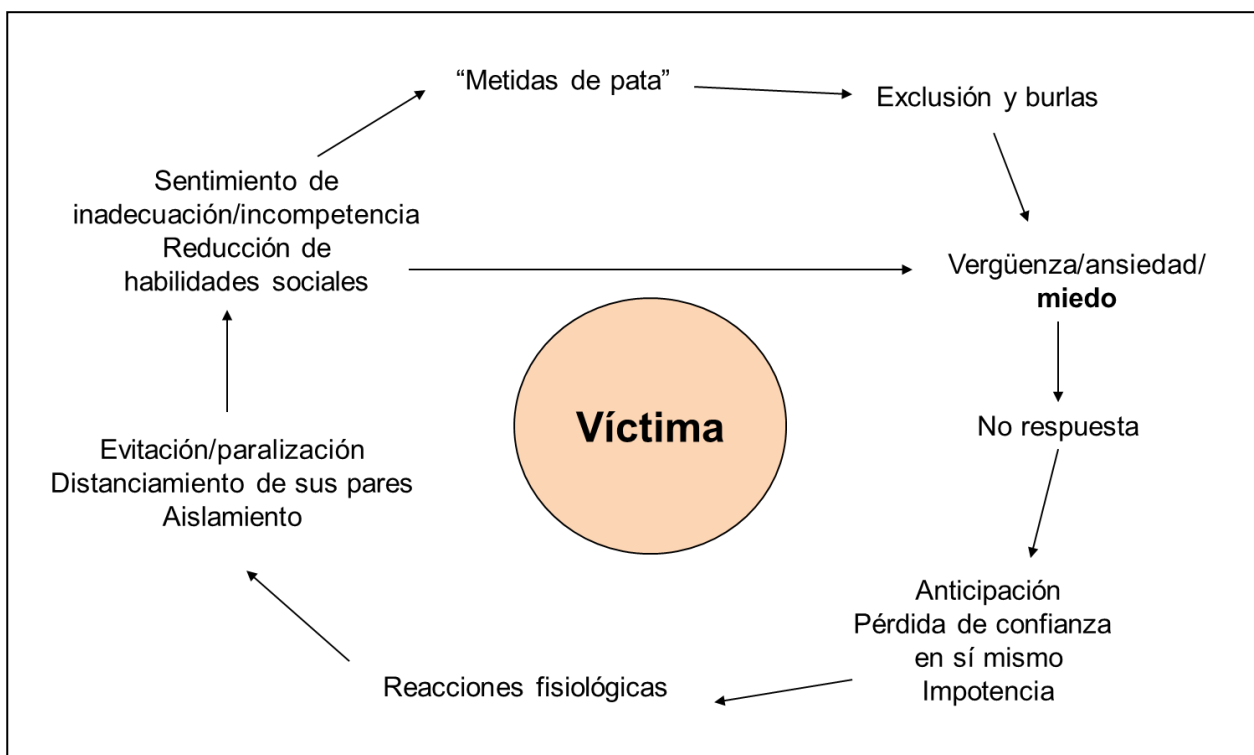 “Metidas de pata”
Exclusión y burlas
Sentimiento de
inadecuación/incompetencia
Reducción de
habilidades sociales
Vergüenza/ansiedad/
miedo
Víctima
No respuesta
Evitación/paralización
Distanciamiento de sus pares
Aislamiento
Anticipación
Pérdida de confianza
en sí mismo
Impotencia
Reacciones fisiológicas